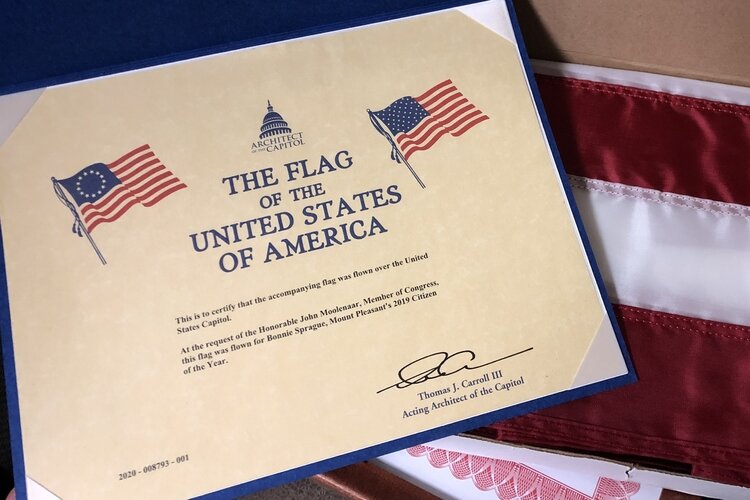 ARCHITECT
OF THE CAPITOL
THE FLAG
OF THE
UNITED STATES
OF AMERICA
This is to certify that the accompanying flag was flown over the United
States Capitol.
At the request of the Honorable John Moolenaar, Member of Congress,
this flag was flown for Bonnie Sprague, Mount Pleasant's 2019 Citizen
of the Year.
Thomas J. Carroll III
Acting Architect of the Capitol
2020 - 008793 - 001